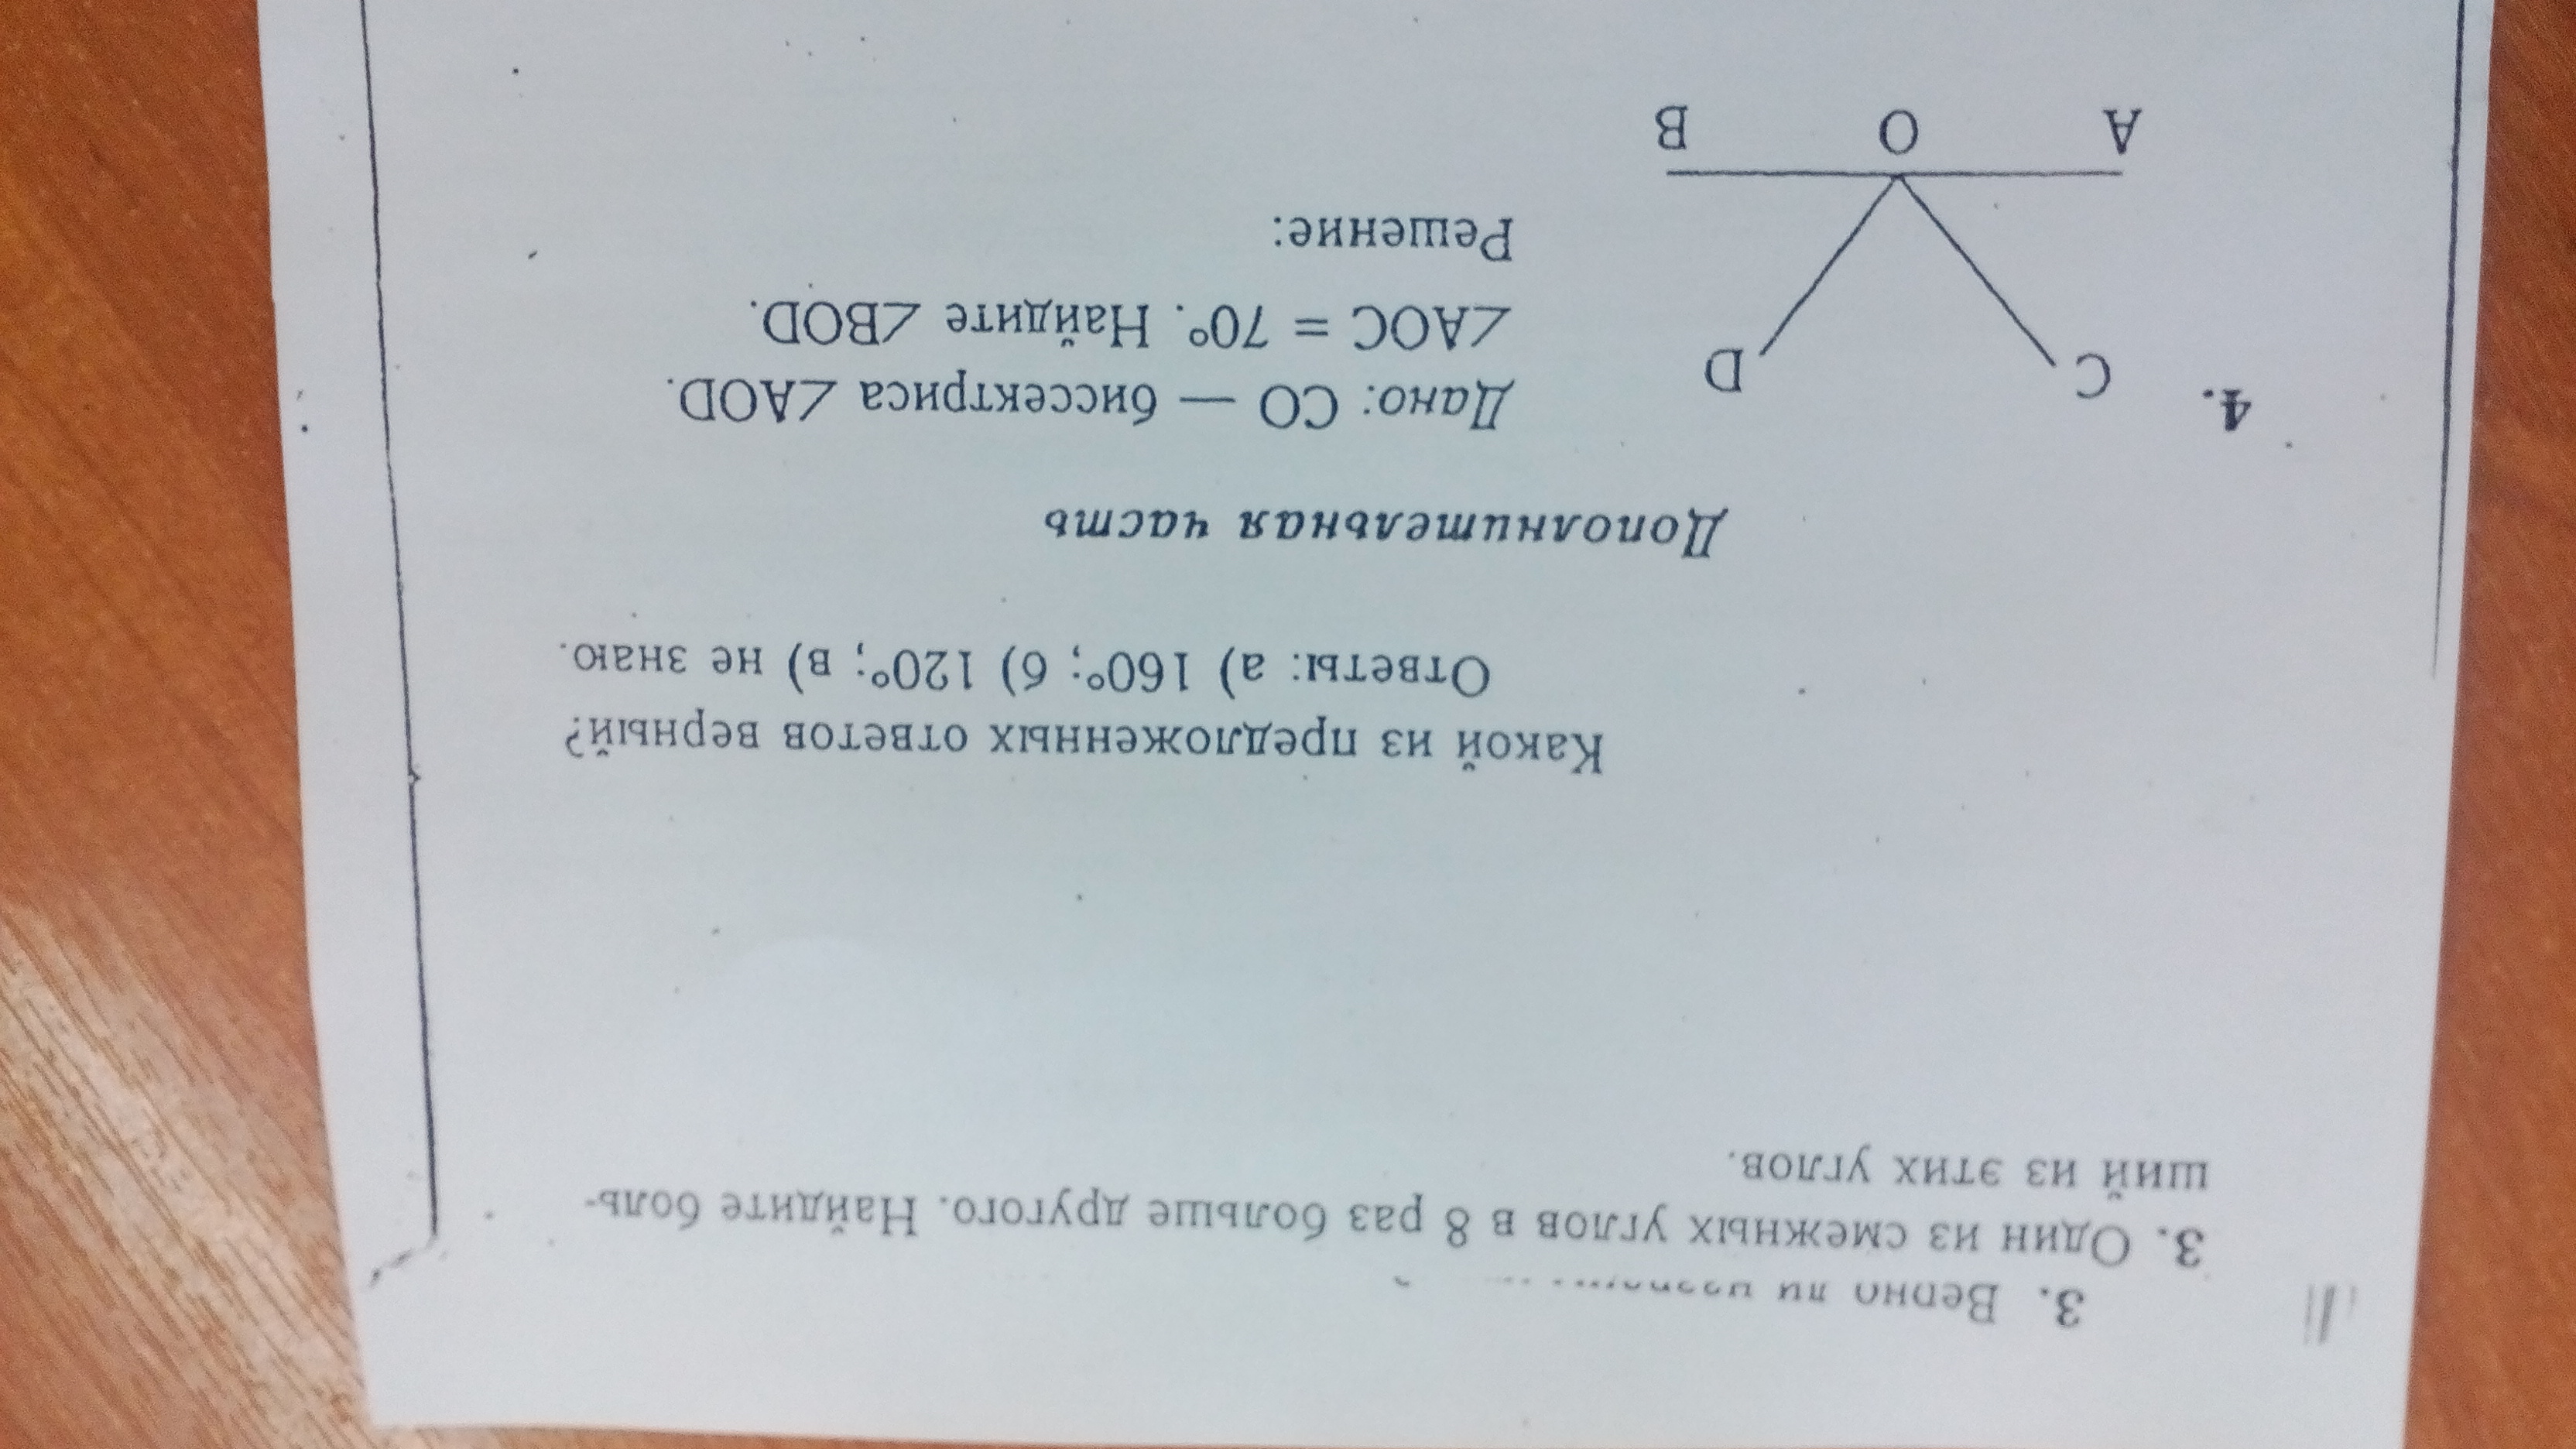 3. Верно ли
3. Один из смежных углов в 8 раз больше другого. Найдите боль-
ший из этих углов.
Какой из предложенных ответов верный?
Ответы: а) 160°; б) 120°; в) не знаю.
Дополнительная часть
4.
C
D
A
O
B
Дано: CO — биссектриса ∠AOD.
∠AOC = 70°. Найдите ∠BOD.
Решение: